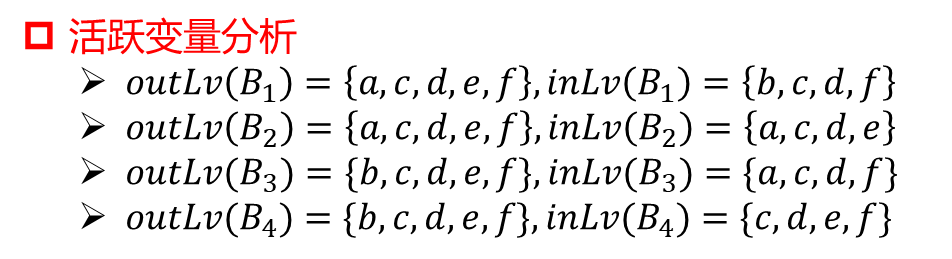 活跃变量分析
➢ outLv(B₁) = {a, c, d, e, f}, inLv(B₁) = {b, c, d, f}
➢ outLv(B₂) = {a, c, d, e, f}, inLv(B₂) = {a, c, d, e}
➢ outLv(B₃) = {b, c, d, e, f}, inLv(B₃) = {a, c, d, f}
➢ outLv(B₄) = {b, c, d, e, f}, inLv(B₄) = {c, d, e, f}